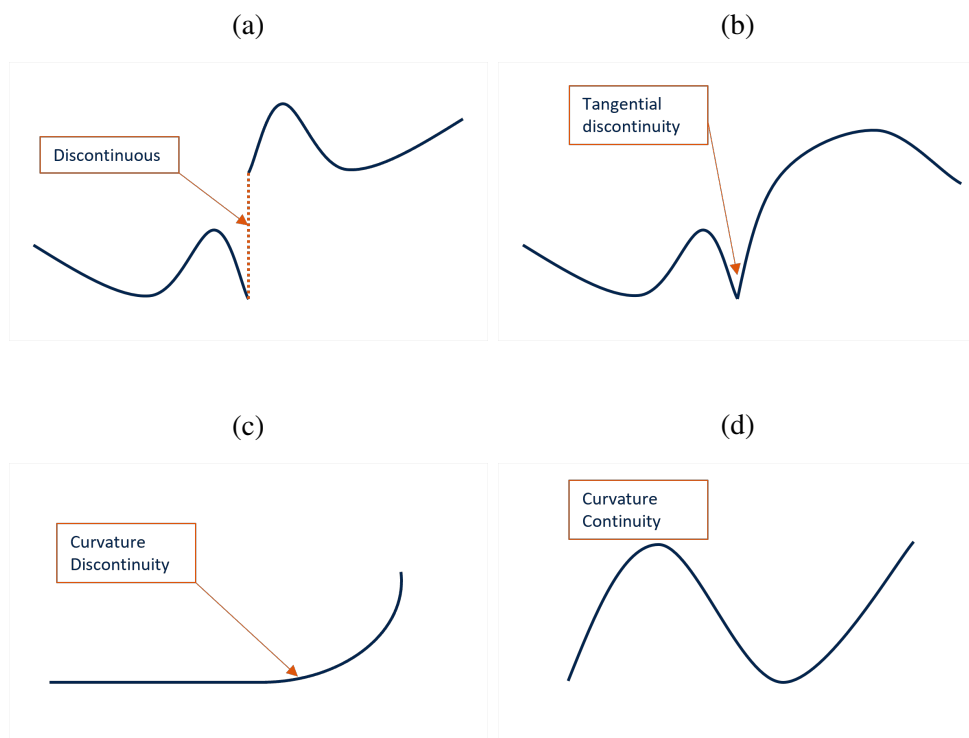 (a)
Discontinuous
(b)
Tangential
discontinuity
(c)
Curvature
Discontinuity
(d)
Curvature
Continuity